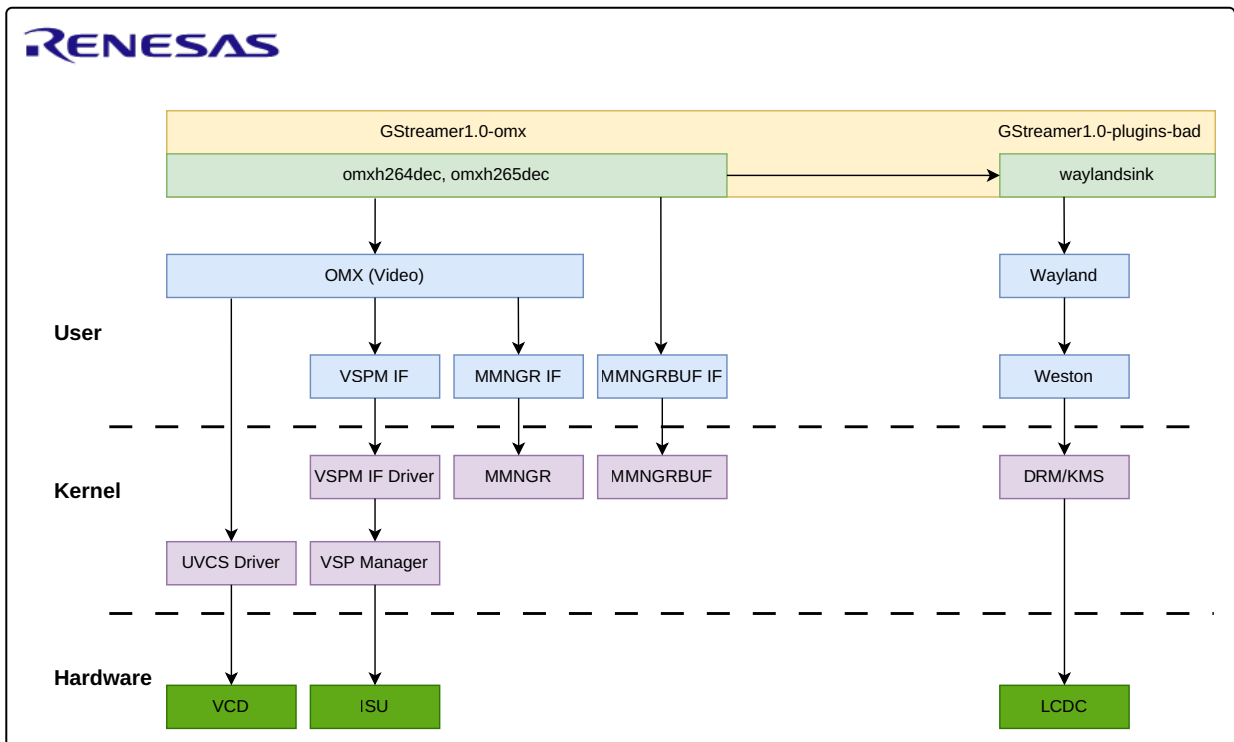 RENESAS
GStreamer1.0-omx
GStreamer1.0-plugins-bad
omxh264dec, omxh265dec
waylandsink
OMX (Video)
Wayland
User
VSPM IF
MMNGR IF
MMNGRBUF IF
Weston
Kernel
VSPM IF Driver
MMNGR
MMNGRBUF
DRM/KMS
UVCS Driver
VSP Manager
Hardware
VCD
ISU
LCDC